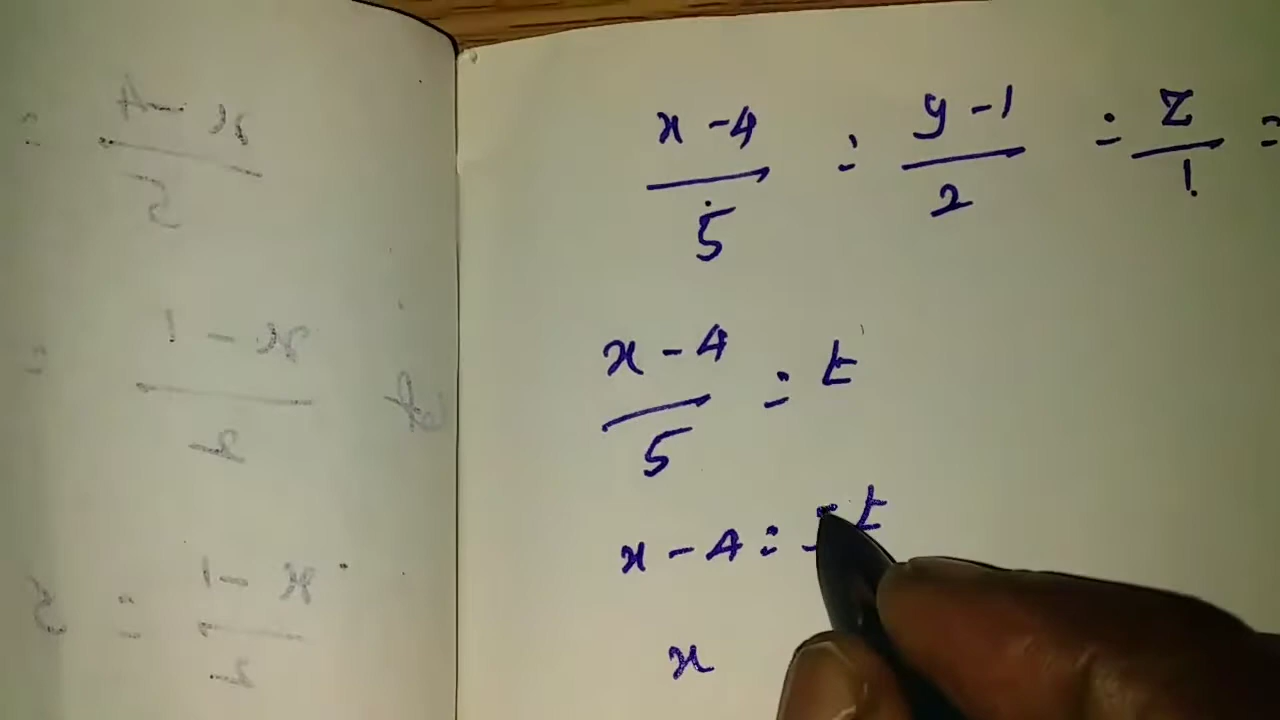 x-4/5 = y-1/2 = z/1 =
x-4/5 = t
x-4 = 5t
x